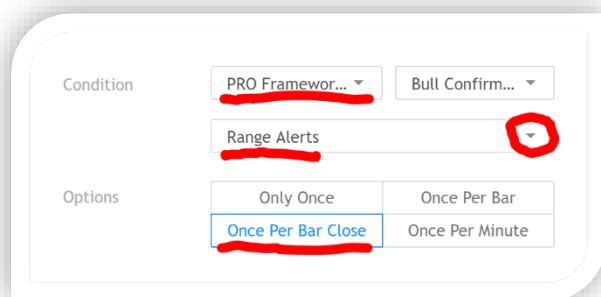 Condition PRO Framewor... Bull Confirm...
Range Alerts
Options Only Once Once Per Bar
Once Per Bar Close Once Per Minute